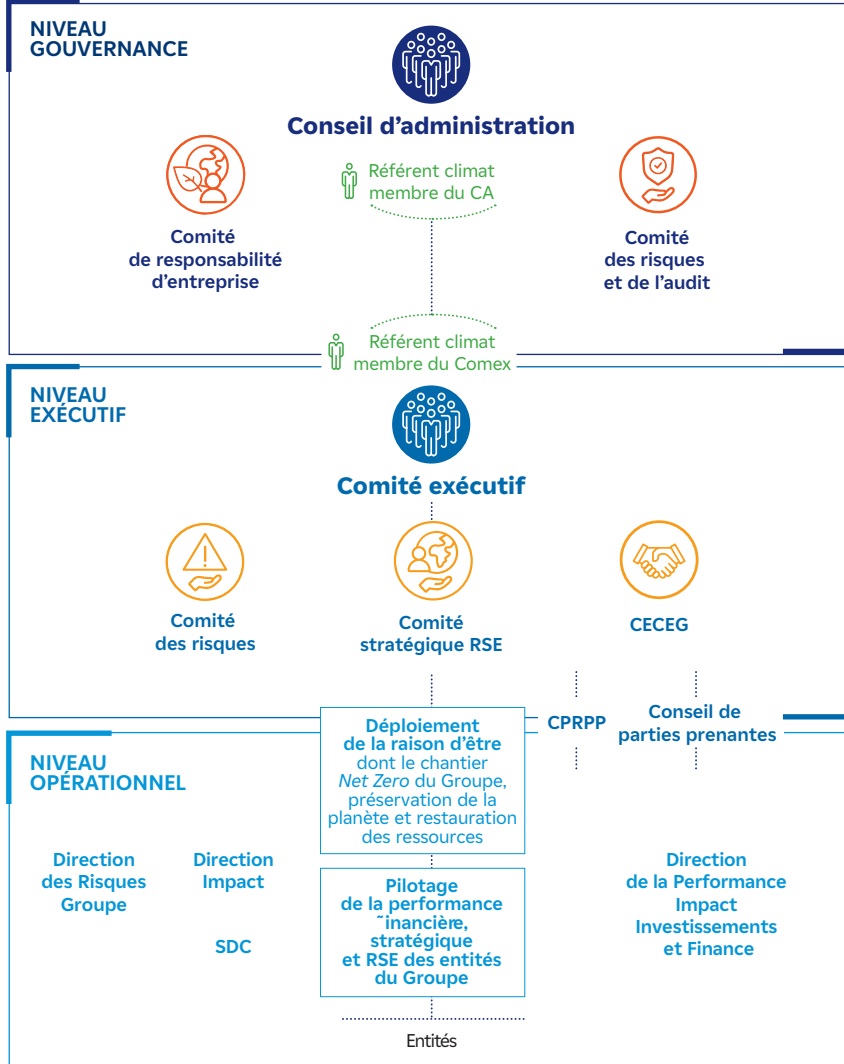 NIVEAU
GOUVERNANCE
Conseil d’administration
Référent climat
membre du CA
Comité
de responsabilité
d’entreprise
Comité
des risques
et de l’audit
Référent climat
membre du Comex
NIVEAU
EXÉCUTIF
Comité exécutif
Comité
des risques
Comité
stratégique RSE
CECEG
CPRPP
Conseil de
parties prenantes
NIVEAU
OPÉRATIONNEL
Déploiement
de la raison d’être
dont le chantier
Net Zero du Groupe,
préservation de la
planète et restauration
des ressources
Direction
des Risques
Groupe
Direction
Impact
SDC
Pilotage
de la performance
˜inancière,
stratégique
et RSE des entités
du Groupe
Direction
de la Performance
Impact
Investissements
et Finance
Entités